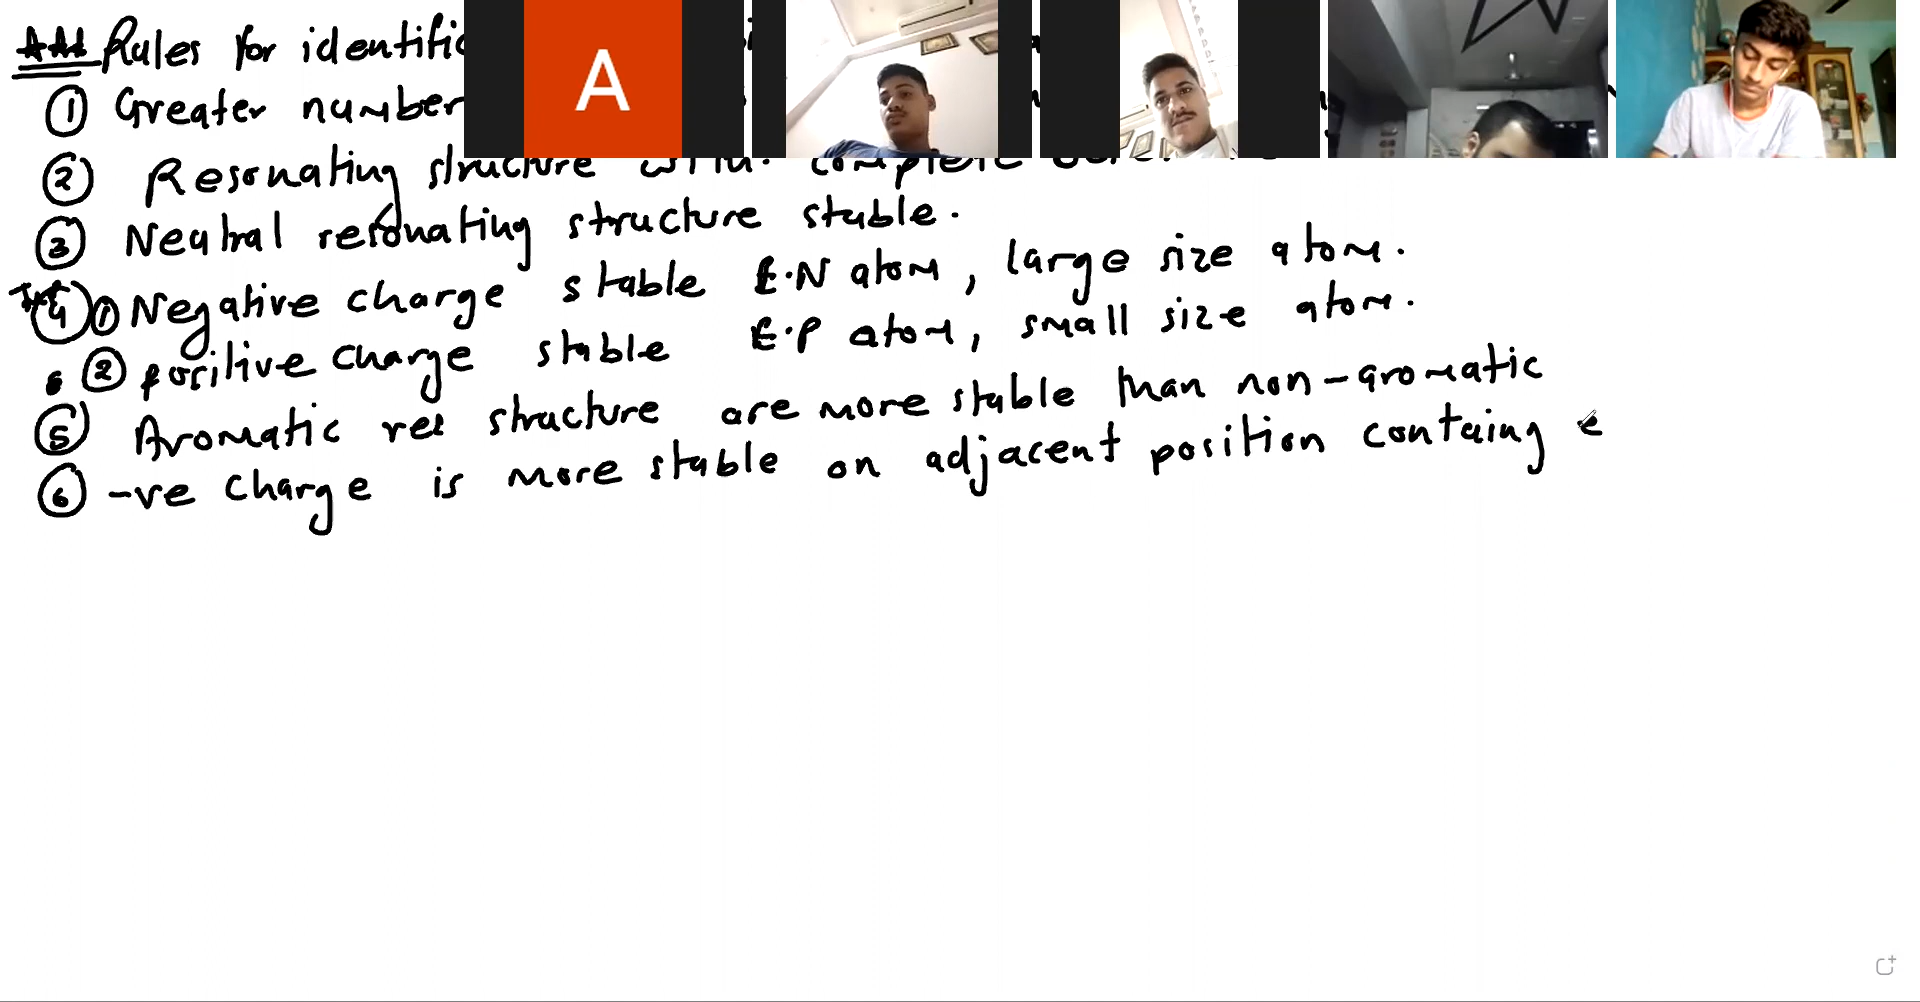 Rules for identific
A
① Greater number
② Resonating structure with complete
③ Neutral resonating structure stable.
④ ① Negative charge stable E.N atom, large size atom.
② positive charge stable E.P atom, small size atom.
⑤ Aromatic res structure are more stable than non-aromatic
⑥ -ve charge is more stable on adjacent position containg e